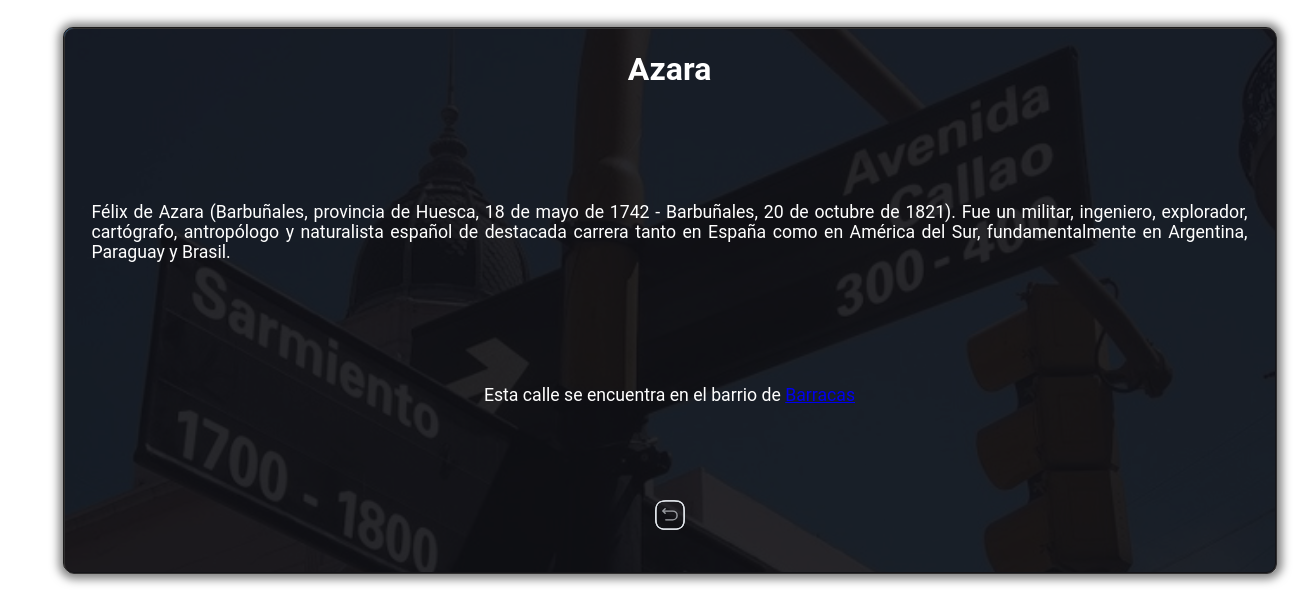 Azara
Félix de Azara (Barbuñales, provincia de Huesca, 18 de mayo de 1742 - Barbuñales, 20 de octubre de 1821). Fue un militar, ingeniero, explorador,
cartógrafo, antropólogo y naturalista español de destacada carrera tanto en España como en América del Sur, fundamentalmente en Argentina,
Paraguay y Brasil.
Esta calle se encuentra en el barrio de Barracas
Avenida
Callao
300 - 400
Sarmiento
1700 - 1800